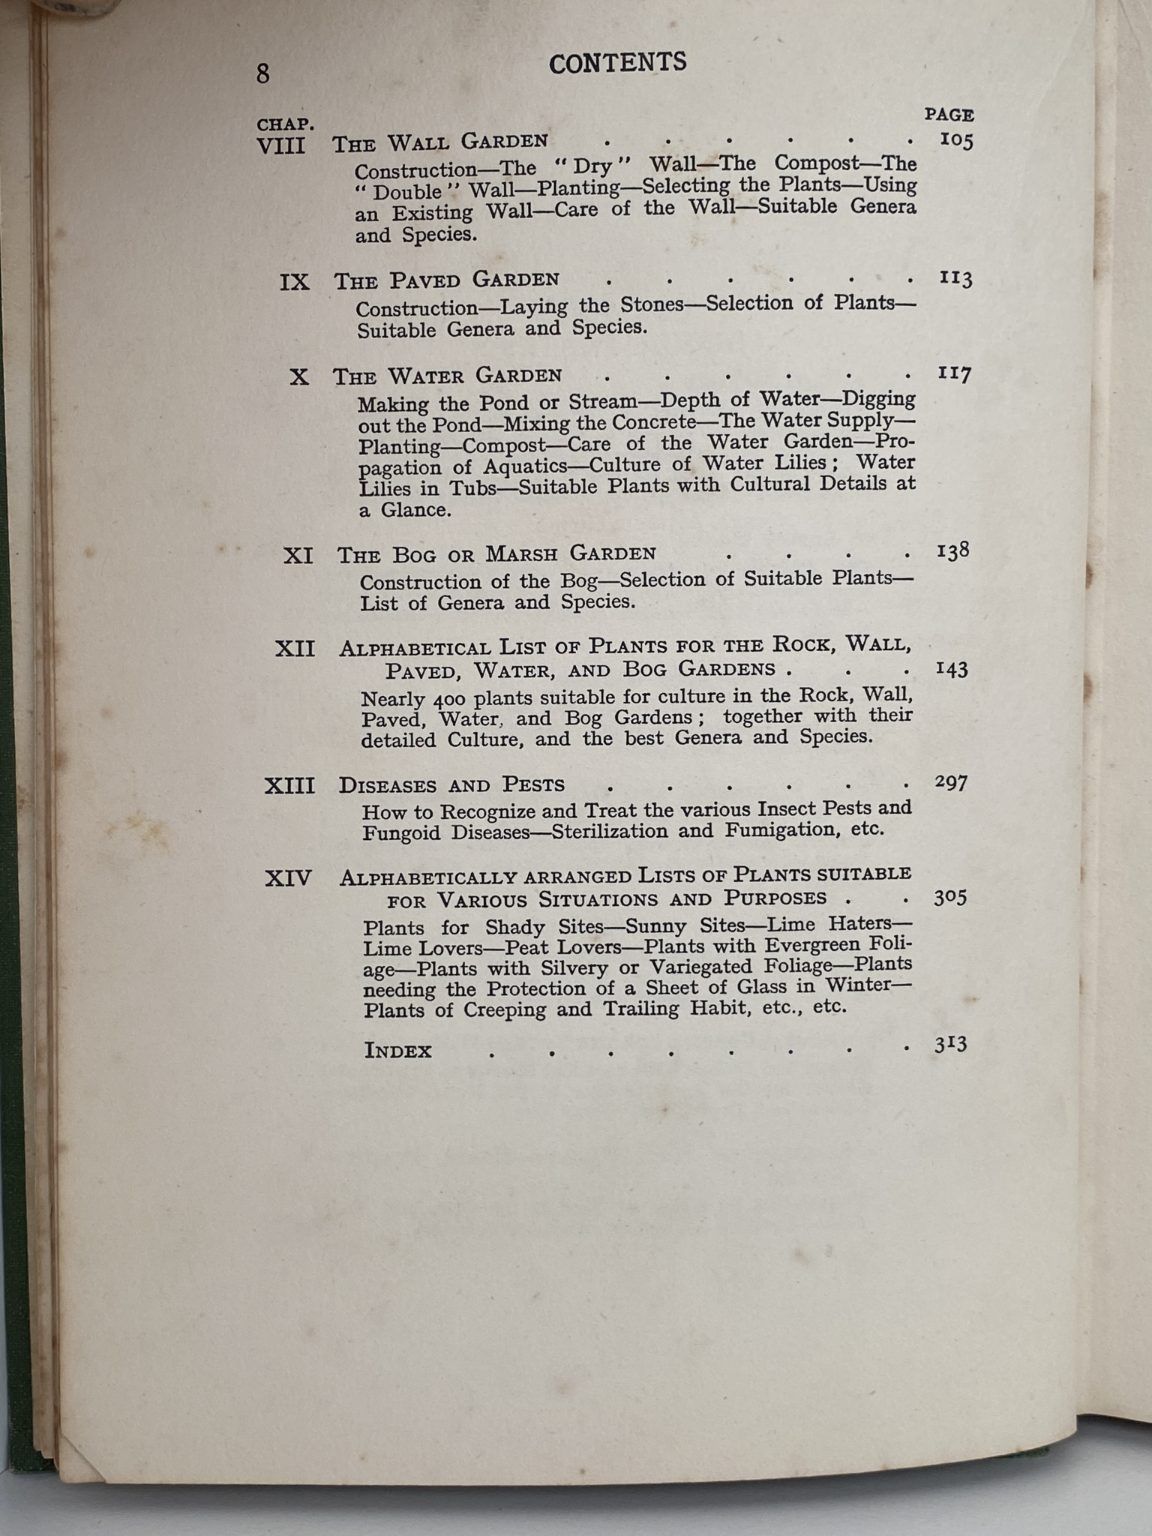 8 CONTENTS
CHAP. PAGE
VIII THE WALL GARDEN . . . . . . 105
Construction—The “ Dry ” Wall—The Compost—The
“ Double ” Wall—Planting—Selecting the Plants—Using
an Existing Wall—Care of the Wall—Suitable Genera
and Species.
IX THE PAVED GARDEN . . . . . . 113
Construction—Laying the Stones—Selection of Plants—
Suitable Genera and Species.
X THE WATER GARDEN . . . . . . 117
Making the Pond or Stream—Depth of Water—Digging
out the Pond—Mixing the Concrete—The Water Supply—
Planting—Compost—Care of the Water Garden—Pro-
pagation of Aquatics—Culture of Water Lilies ; Water
Lilies in Tubs—Suitable Plants with Cultural Details at
a Glance.
XI THE BOG OR MARSH GARDEN . . . . 138
Construction of the Bog—Selection of Suitable Plants—
List of Genera and Species.
XII ALPHABETICAL LIST OF PLANTS FOR THE ROCK, WALL,
PAVED, WATER, AND BOG GARDENS . . . 143
Nearly 400 plants suitable for culture in the Rock, Wall,
Paved, Water, and Bog Gardens ; together with their
detailed Culture, and the best Genera and Species.
XIII DISEASES AND PESTS . . . . . . 297
How to Recognize and Treat the various Insect Pests and
Fungoid Diseases—Sterilization and Fumigation, etc.
XIV ALPHABETICALLY ARRANGED LISTS OF PLANTS SUITABLE
FOR VARIOUS SITUATIONS AND PURPOSES . . 305
Plants for Shady Sites—Sunny Sites—Lime Haters—
Lime Lovers—Peat Lovers—Plants with Evergreen Foli-
age—Plants with Silvery or Variegated Foliage—Plants
needing the Protection of a Sheet of Glass in Winter—
Plants of Creeping and Trailing Habit, etc., etc.
INDEX . . . . . . . . 313